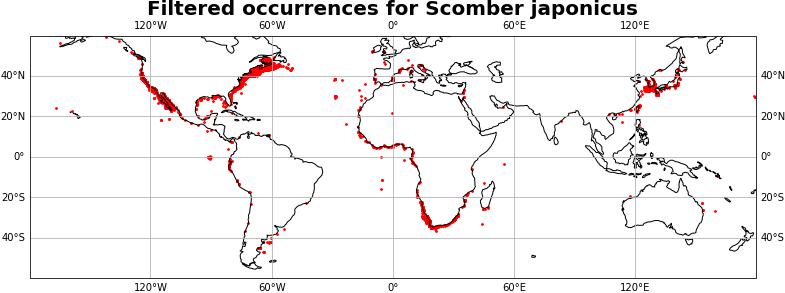 Filtered occurrences for Scomber japonicus
120°W 60°W 0° 60°E 120°E
40°N 40°N
20°N 20°N
0° 0°
20°S 20°S
40°S 40°S
120°W 60°W 0° 60°E 120°E